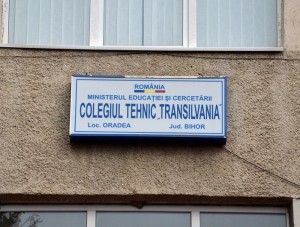 ROMÂNIA
MINISTERUL EDUCAȚIEI ȘI CERCETĂRII
COLEGIUL TEHNIC „TRANSILVANIA”
Loc. ORADEA Jud. BIHOR